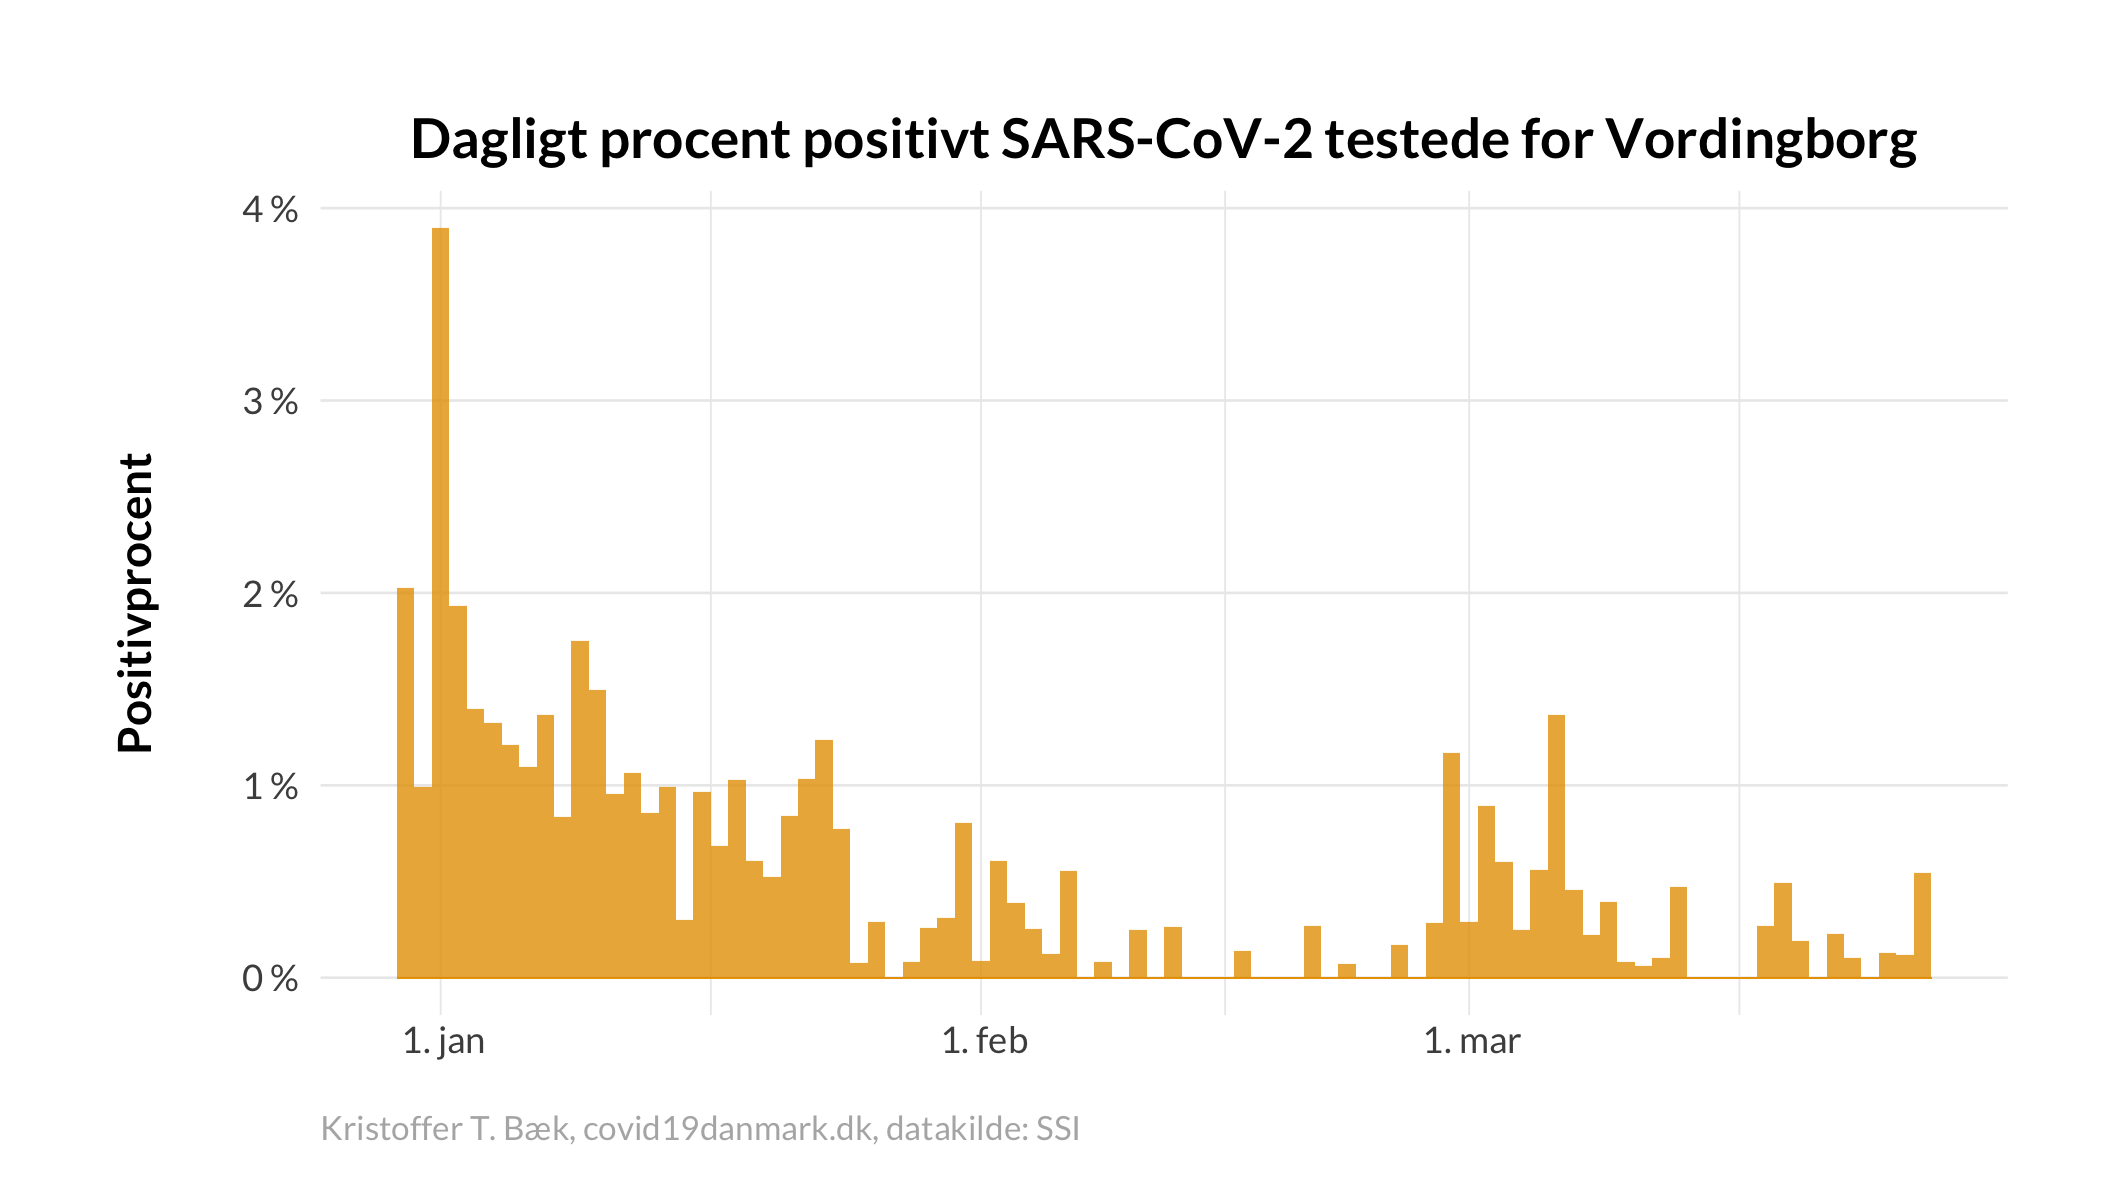 Dagligt procent positivt SARS-CoV-2 testede for Vordingborg
Positivprocent
4 %
3 %
2 %
1 %
0 %
1. jan
1. feb
1. mar
Kristoffer T. Bæk, covid19danmark.dk, datakilde: SSI